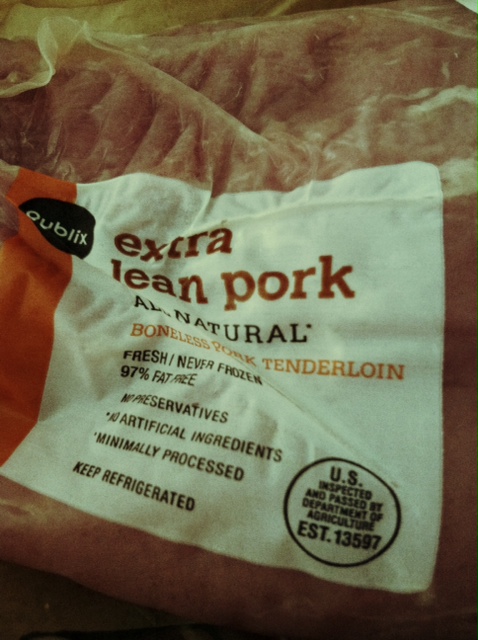 Publix
extra
lean pork
ALL NATURAL*
BONELESS PORK TENDERLOIN
FRESH / NEVER FROZEN
97% FAT FREE
NO PRESERVATIVES
*NO ARTIFICIAL INGREDIENTS
*MINIMALLY PROCESSED
KEEP REFRIGERATED
U.S.
INSPECTED
AND PASSED BY
DEPARTMENT OF
AGRICULTURE
EST. 13597